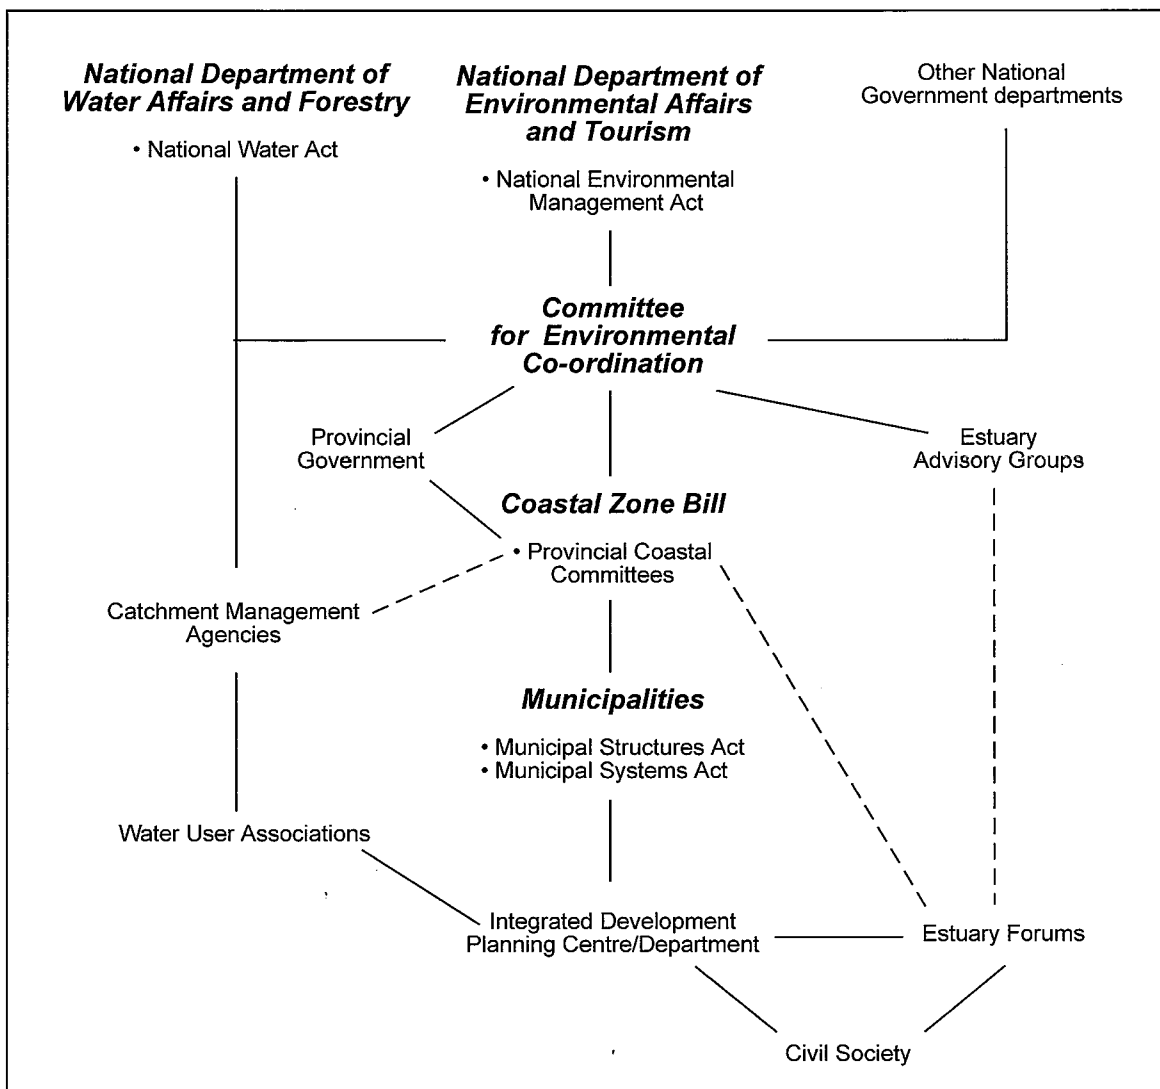 National Department of
Water Affairs and Forestry
• National Water Act
National Department of
Environmental Affairs
and Tourism
• National Environmental
Management Act
Other National
Government departments
Committee
for Environmental
Co-ordination
Provincial
Government
Estuary
Advisory Groups
Coastal Zone Bill
• Provincial Coastal
Committees
Catchment Management
Agencies
Municipalities
• Municipal Structures Act
• Municipal Systems Act
Water User Associations
Integrated Development
Planning Centre/Department
Estuary Forums
Civil Society